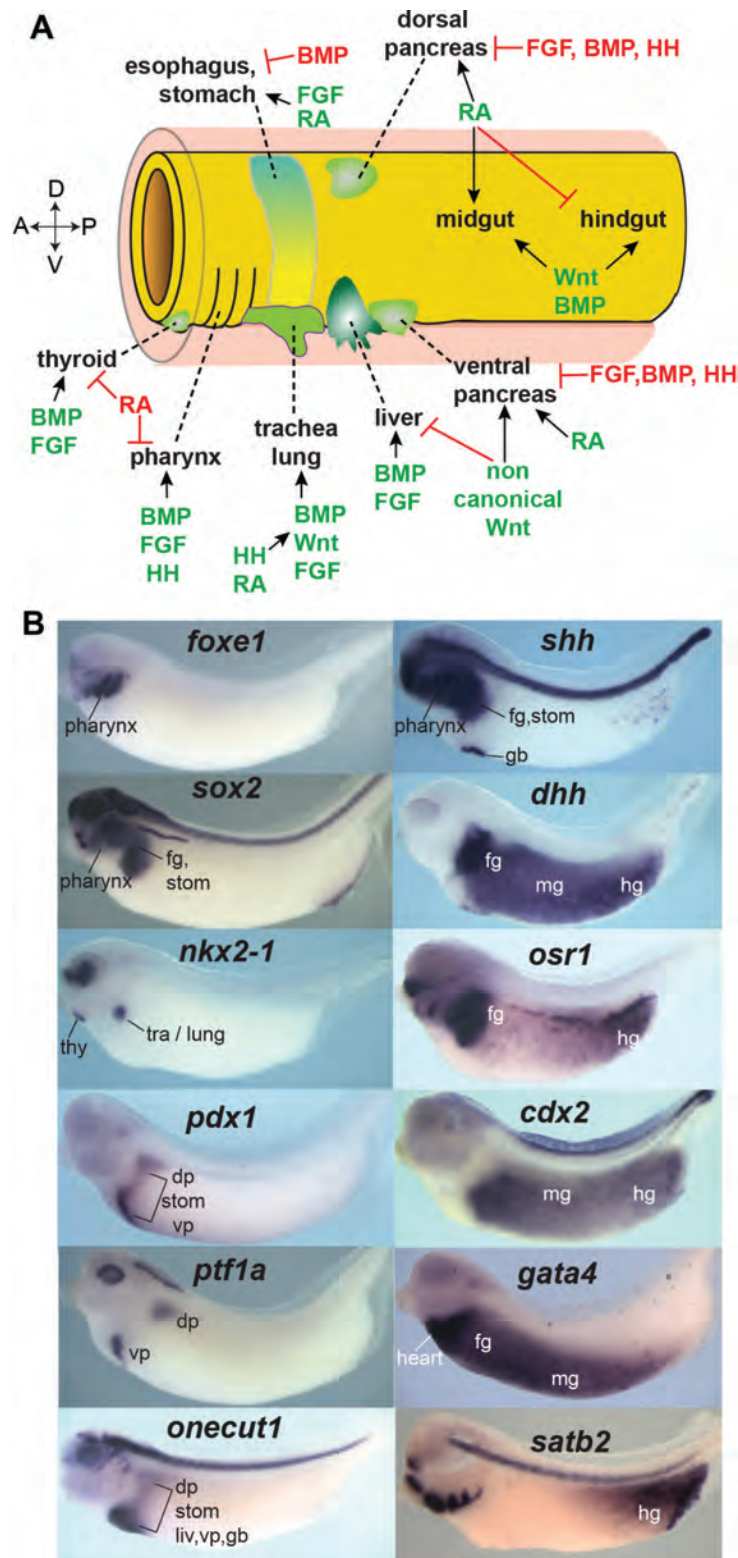 A
dorsal
pancreas
FGF, BMP, HH
BMP
esophagus,
stomach
FGF
RA
RA
D
A
P
V
midgut
hindgut
Wnt
BMP
thyroid
RA
BMP
FGF
pharynx
BMP
FGF
HH
trachea
lung
HH
RA
BMP
Wnt
FGF
liver
BMP
FGF
ventral
pancreas
FGF,BMP, HH
RA
non
canonical
Wnt
B
foxe1
pharynx
shh
pharynx
fg,stom
gb
sox2
pharynx
fg,
stom
dhh
fg
mg
hg
nkx2-1
thy
tra / lung
osr1
fg
hg
pdx1
dp
stom
vp
cdx2
mg
hg
ptf1a
dp
vp
gata4
heart
fg
mg
onecut1
dp
stom
liv,vp,gb
satb2
hg